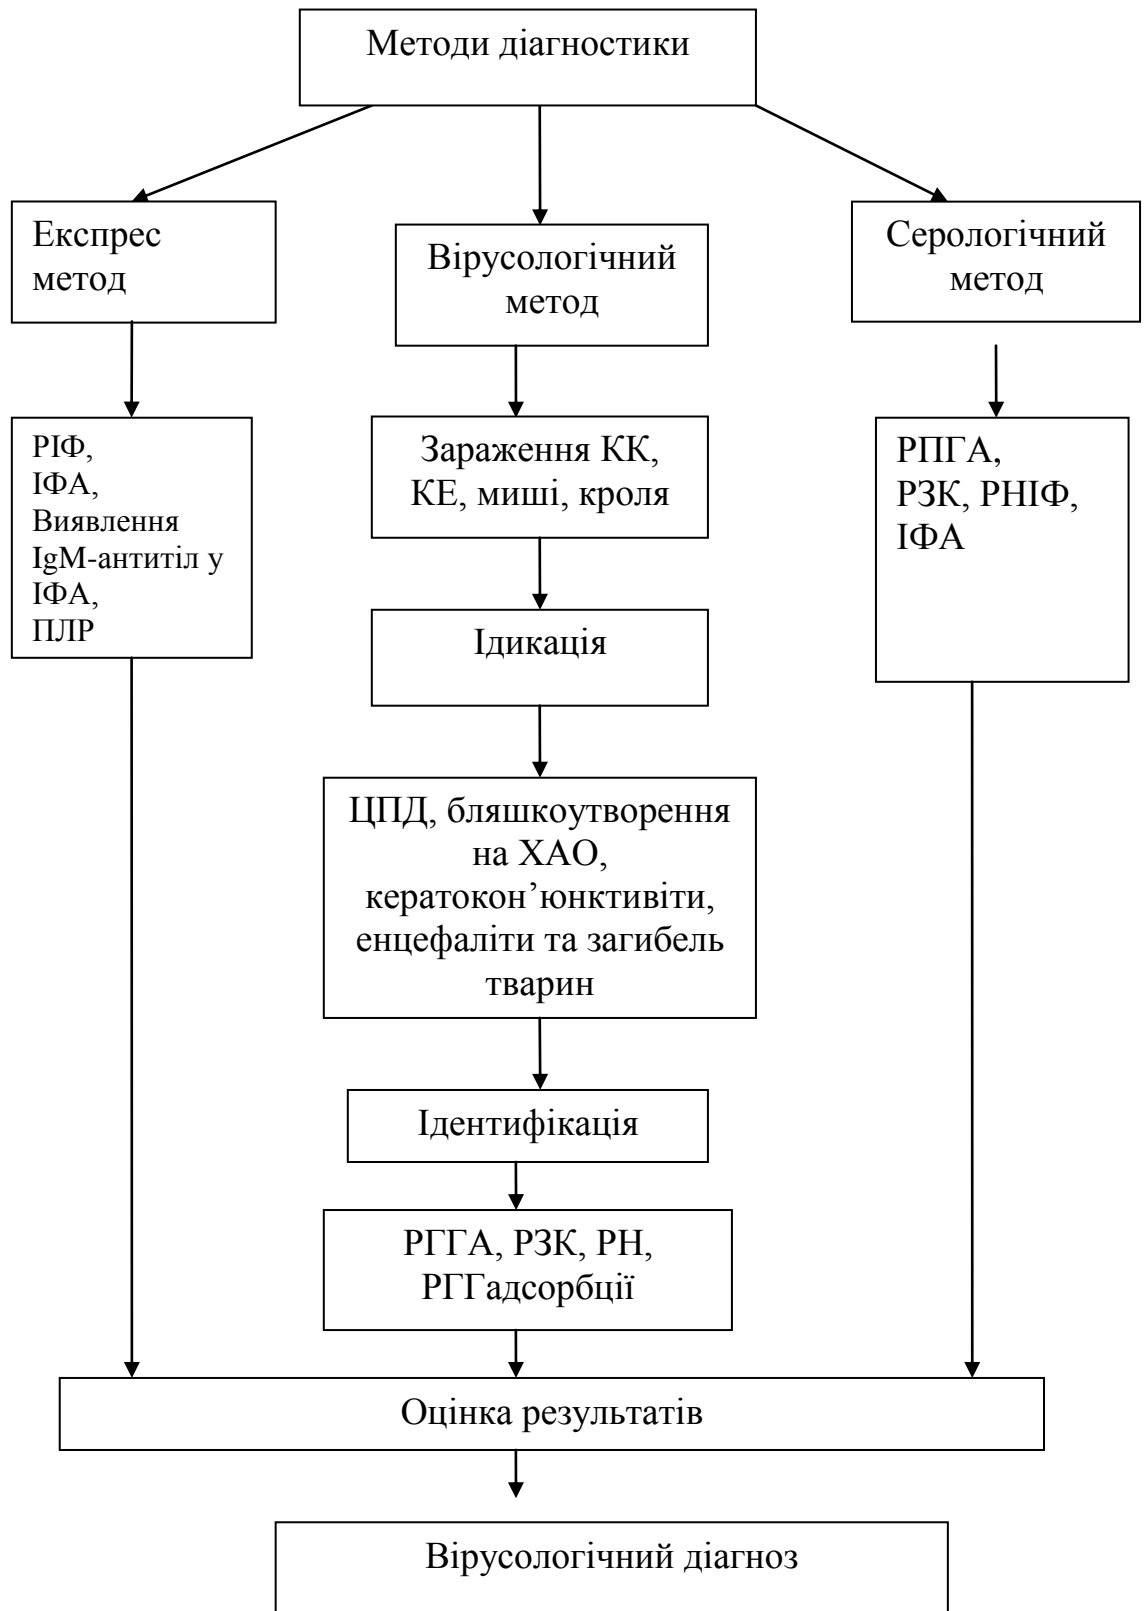 Методи діагностики
Експрес
метод
Вірусологічний
метод
Серологічний
метод
РІФ,
ІФА,
Виявлення
IgM-антитіл у
ІФА,
ПЛР
Зараження КК,
КЕ, миші, кроля
РПГА,
РЗК, РНІФ,
ІФА
Ідикація
ЦПД, бляшкоутворення
на ХАО,
кератокон’юнктивіти,
енцефаліти та загибель
тварин
Ідентифікація
РГГА, РЗК, РН,
РГГадсорбції
Оцінка результатів
Вірусологічний діагноз